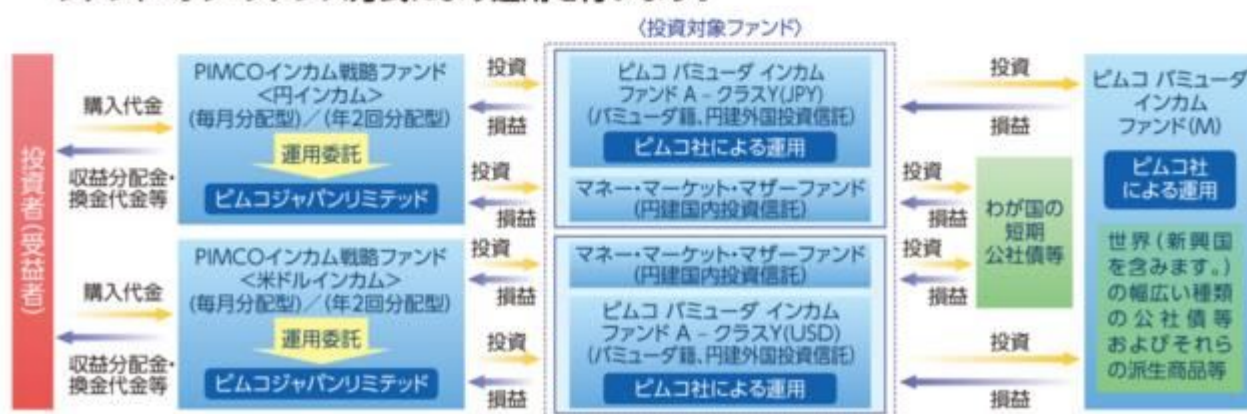 〈投資対象ファンド〉
投資者(受益者)
購入代金
収益分配金・
換金代金等
PIMCOインカム戦略ファンド
<円インカム>
(毎月分配型)／(年2回分配型)
運用委託
ピムコジャパンリミテッド
投資
損益
投資
損益
ピムコ バミューダ インカム
ファンド A – クラスY(JPY)
(バミューダ籍、円建外国投資信託)
ピムコ社による運用
マネー・マーケット・マザーファンド
(円建国内投資信託)
投資
損益
投資
損益
購入代金
収益分配金・
換金代金等
PIMCOインカム戦略ファンド
<米ドルインカム>
(毎月分配型)／(年2回分配型)
運用委託
ピムコジャパンリミテッド
投資
損益
投資
損益
マネー・マーケット・マザーファンド
(円建国内投資信託)
ピムコ バミューダ インカム
ファンド A – クラスY(USD)
(バミューダ籍、円建外国投資信託)
ピムコ社による運用
投資
損益
投資
損益
わが国の
短期
公社債等
ピムコ バミューダ
インカム
ファンド(M)
ピムコ社
による運用
世界(新興国
を含みます。)
の幅広い種類
の公社債等
およびそれら
の派生商品等